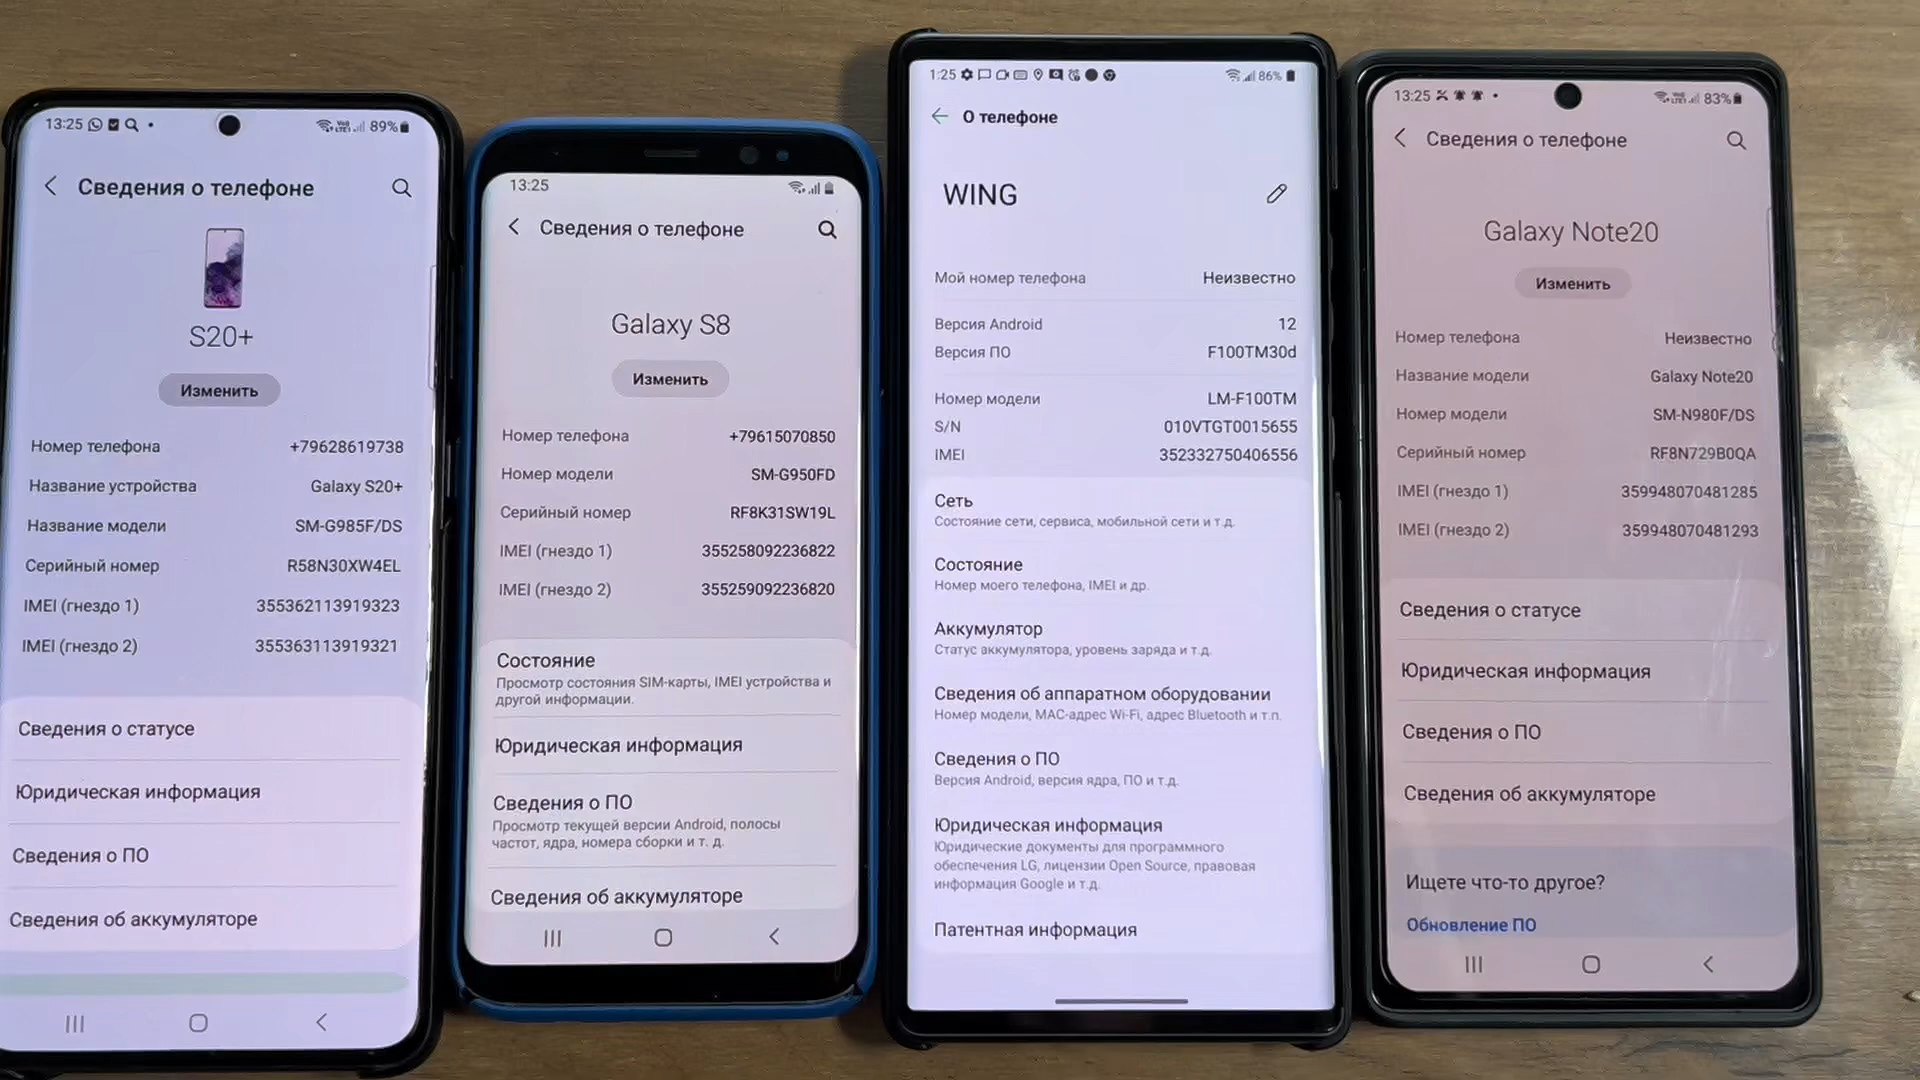 13:25
89%
Сведения о телефоне
S20+
Изменить
Номер телефона +79628619738
Название устройства Galaxy S20+
Название модели SM-G985F/DS
Серийный номер R58N30XW4EL
IMEI (гнездо 1) 355362113919323
IMEI (гнездо 2) 355363113919321
Сведения о статусе
Юридическая информация
Сведения о ПО
Сведения об аккумуляторе
13:25
Сведения о телефоне
Galaxy S8
Изменить
Номер телефона +79615070850
Номер модели SM-G950FD
Серийный номер RF8K31SW19L
IMEI (гнездо 1) 355258092236822
IMEI (гнездо 2) 355259092236820
Состояние
Просмотр состояния SIM-карты, IMEI устройства и
другой информации.
Юридическая информация
Сведения о ПО
Просмотр текущей версии Android, полосы
частот, ядра, номера сборки и т. д.
Сведения об аккумуляторе
1:25 86%
О телефоне
WING
Мой номер телефона Неизвестно
Версия Android 12
Версия ПО F100TM30d
Номер модели LM-F100TM
S/N 010VTGT0015655
IMEI 352332750406556
Сеть
Состояние сети, сервиса, мобильной сети и т.д.
Состояние
Номер моего телефона, IMEI и др.
Аккумулятор
Статус аккумулятора, уровень заряда и т.д.
Сведения об аппаратном оборудовании
Номер модели, MAC-адрес Wi-Fi, адрес Bluetooth и т.п.
Сведения о ПО
Версия Android, версия ядра, ПО и т.д.
Юридическая информация
Юридические документы для программного
обеспечения LG, лицензии Open Source, правовая
информация Google и т.д.
Патентная информация
13:25 83%
Сведения о телефоне
Galaxy Note20
Изменить
Номер телефона Неизвестно
Название модели Galaxy Note20
Номер модели SM-N980F/DS
Серийный номер RF8N729B0QA
IMEI (гнездо 1) 359948070481285
IMEI (гнездо 2) 359948070481293
Сведения о статусе
Юридическая информация
Сведения о ПО
Сведения об аккумуляторе
Ищете что-то другое?
Обновление ПО